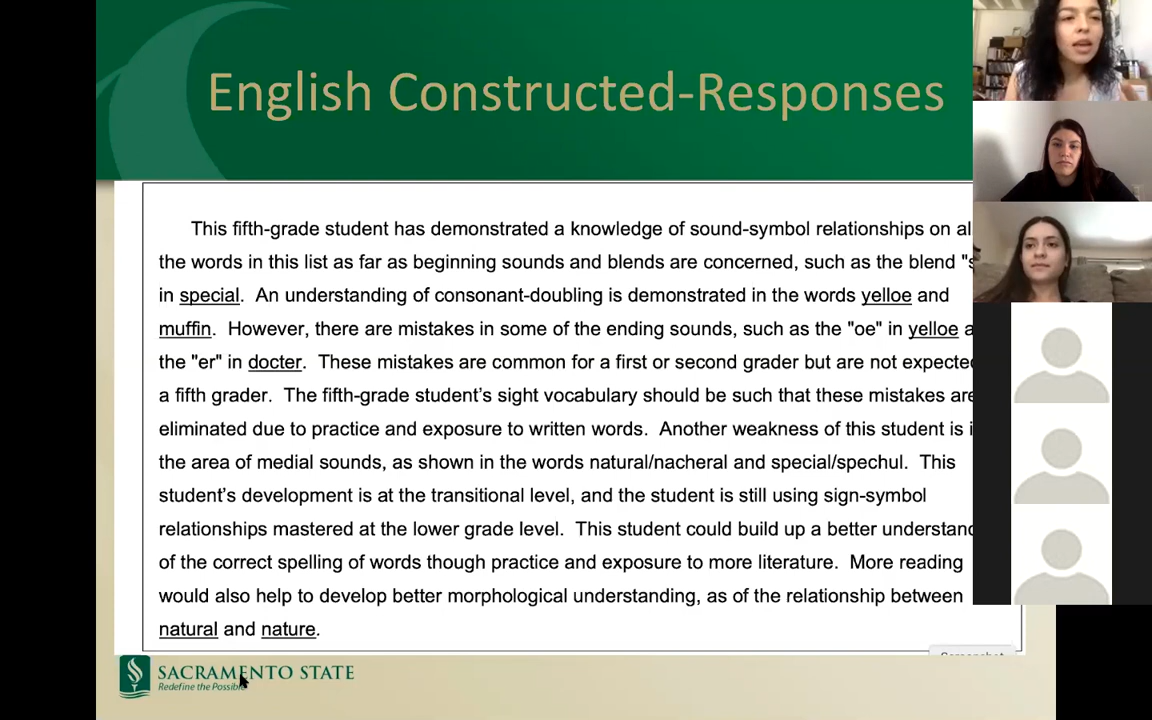 English Constructed-Responses
This fifth-grade student has demonstrated a knowledge of sound-symbol relationships on
the words in this list as far as beginning sounds and blends are concerned, such as the blend
in special. An understanding of consonant-doubling is demonstrated in the words yelloe and
muffin. However, there are mistakes in some of the ending sounds, such as the "oe" in yelloe
the "er" in docter. These mistakes are common for a first or second grader but are not expected
a fifth grader. The fifth-grade student's sight vocabulary should be such that these mistakes are
eliminated due to practice and exposure to written words. Another weakness of this student is
the area of medial sounds, as shown in the words natural/nacheral and special/spechul. This
student's development is at the transitional level, and the student is still using sign-symbol
relationships mastered at the lower grade level. This student could build up a better
of the correct spelling of words though practice and exposure to more literature. More reading
would also help to develop better morphological understanding, as of the relationship between
natural and nature.
SACRAMENTO STATE
Redefine the Possible